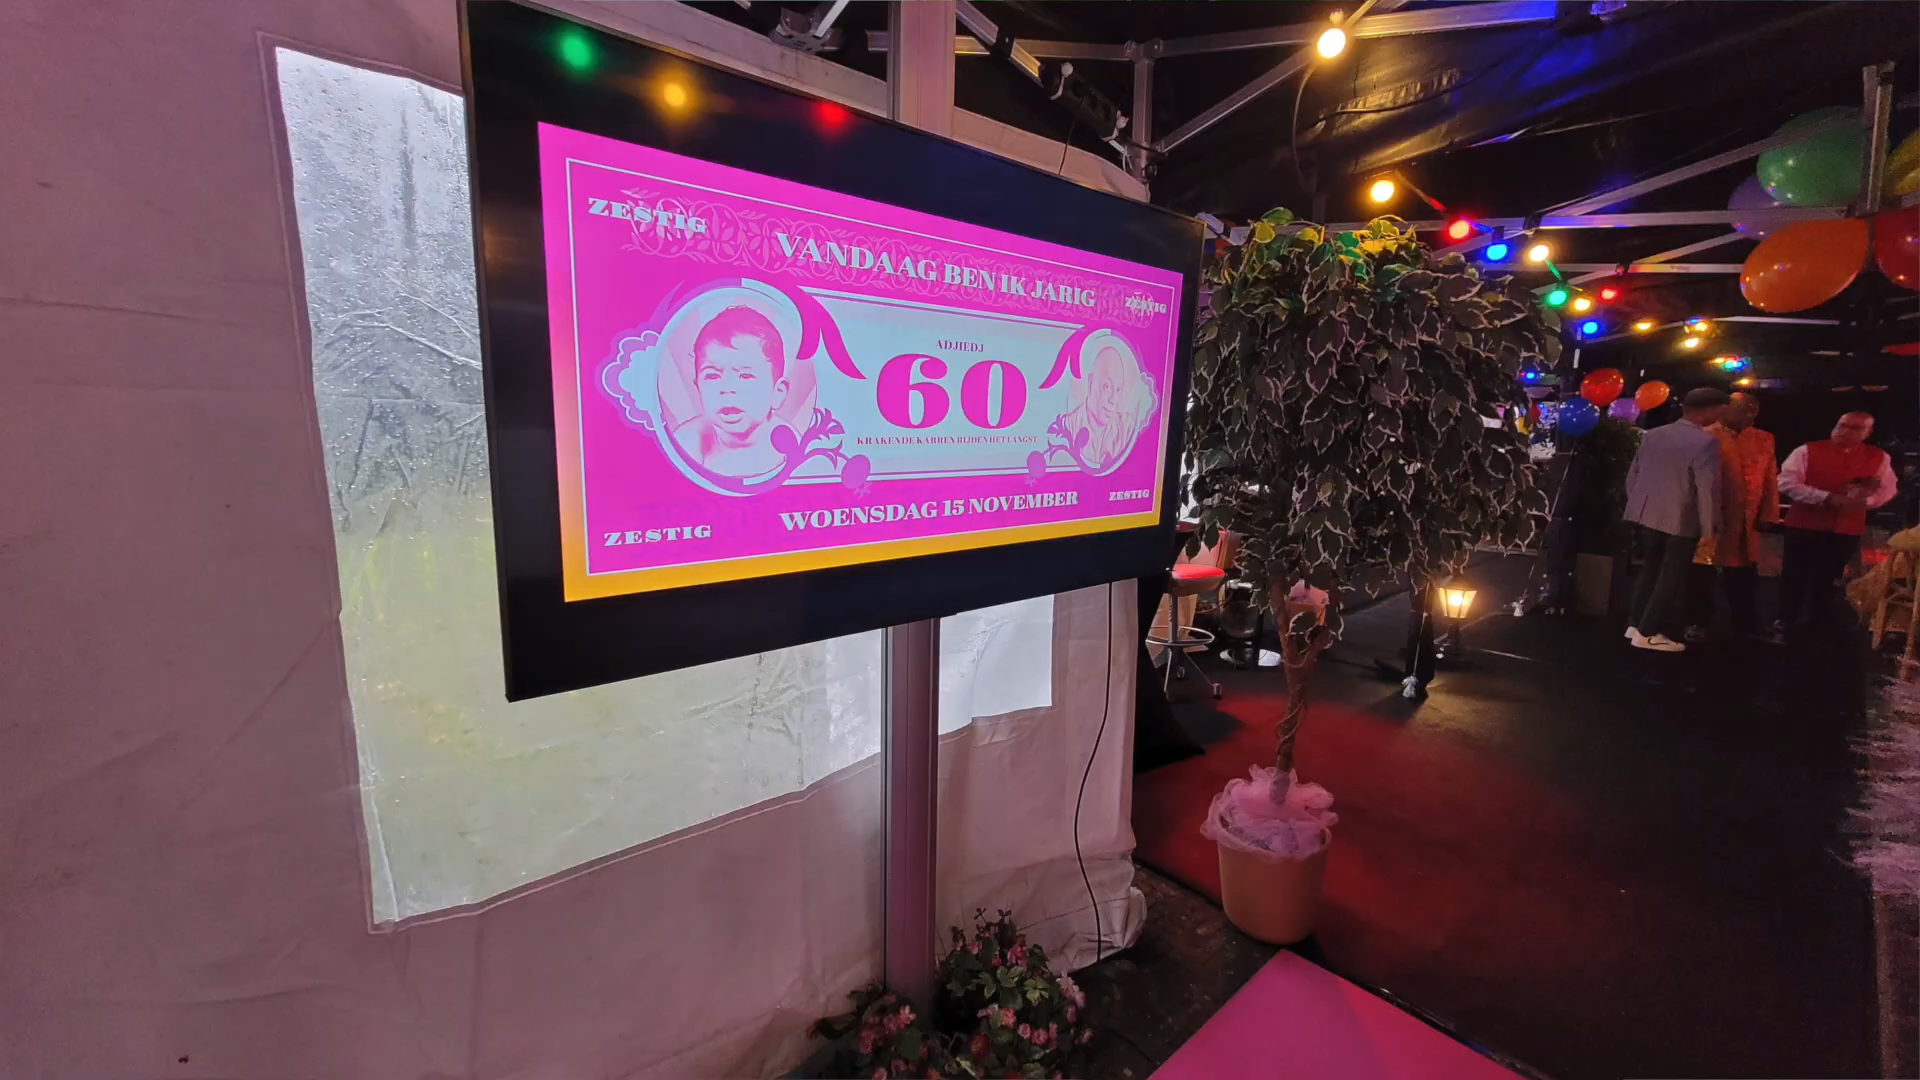 ZESTIG
VANDAAG BEN IK JARIG
ZESTIG
ADJIEDJ
60
KRAKENDE KARREN RIJDEN HET LANGST
ZESTIG
WOENSDAG 15 NOVEMBER
ZESTIG